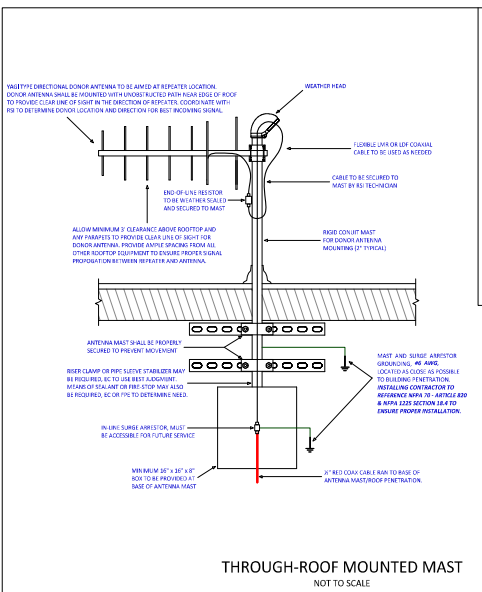 YAGI TYPE DIRECTIONAL DONOR ANTENNA TO BE AIMED AT REPEATER LOCATION.
DONOR ANTENNA SHALL BE MOUNTED WITH UNOBSTRUCTED PATH NEAR EDGE OF ROOF
TO PROVIDE CLEAR LINE OF SIGHT IN THE DIRECTION OF REPEATER. COORDINATE WITH
RSI TO DETERMINE DONOR LOCATION AND DIRECTION FOR BEST INCOMING SIGNAL.
WEATHER HEAD
FLEXIBLE LMR OR LDF COAXIAL
CABLE TO BE USED AS NEEDED
CABLE TO BE SECURED TO
MAST BY RSI TECHNICIAN
END-OF-LINE RESISTOR
TO BE WEATHER SEALED
AND SECURED TO MAST
ALLOW MINIMUM 3' CLEARANCE ABOVE ROOFTOP AND
ANY PARAPETS TO PROVIDE CLEAR LINE OF SIGHT FOR
DONOR ANTENNA. PROVIDE AMPLE SPACING FROM ALL
OTHER ROOFTOP EQUIPMENT TO ENSURE PROPER SIGNAL
PROPOGATION BETWEEN REPEATER AND ANTENNA.
RIGID CONUIT MAST
FOR DONOR ANTENNA
MOUNTING (2" TYPICAL)
ANTENNA MAST SHALL BE PROPERLY
SECURED TO PREVENT MOVEMENT
RISER CLAMP OR PIPE SLEEVE STABILIZER MAY
BE REQUIRED, EC TO USE BEST JUDGMENT.
MEANS OF SEALANT OR FIRE-STOP MAY ALSO
BE REQUIRED, EC OR FPE TO DETERMINE NEED.
MAST AND SURGE ARRESTOR
GROUNDING, #6 AWG,
LOCATED AS CLOSE AS POSSIBLE
TO BUILDING PENETRATION.
INSTALLING CONTRACTOR TO
REFERENCE NFPA 70 - ARTICLE 820
& NFPA 1225 SECTION 18.4 TO
ENSURE PROPER INSTALLATION.
IN-LINE SURGE ARRESTOR, MUST
BE ACCESSIBLE FOR FUTURE SERVICE
MINIMUM 16" x 16" x 8"
BOX TO BE PROVIDED AT
BASE OF ANTENNA MAST
½" RED COAX CABLE RAN TO BASE OF
ANTENNA MAST/ROOF PENETRATION.
THROUGH-ROOF MOUNTED MAST
NOT TO SCALE